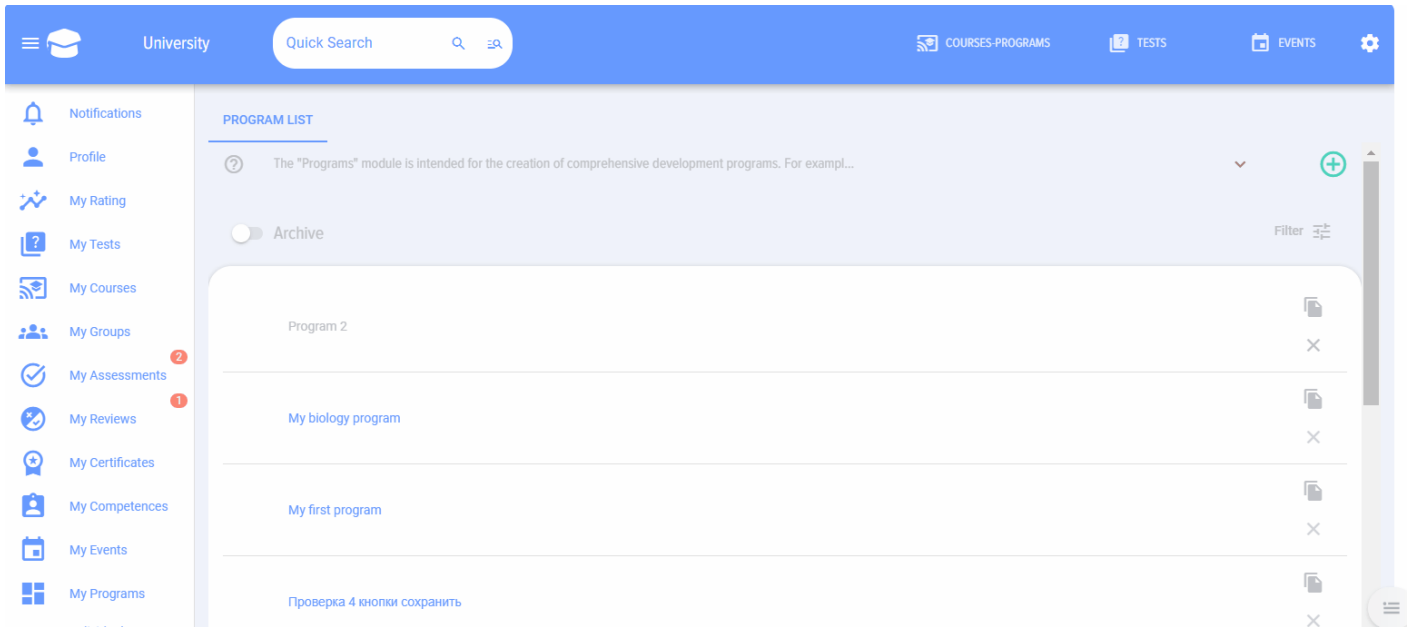 University
Quick Search
COURSES-PROGRAMS
TESTS
EVENTS
Notifications
Profile
My Rating
My Tests
My Courses
My Groups
2
My Assessments
1
My Reviews
My Certificates
My Competences
My Events
My Programs
PROGRAM LIST
The "Programs" module is intended for the creation of comprehensive development programs. For exampl...
Archive
Filter
Program 2
My biology program
My first program
Проверка 4 кнопки сохранить